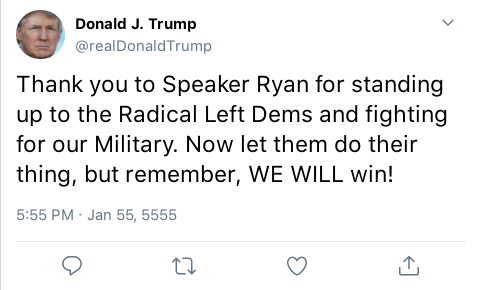 Donald J. Trump
@realDonaldTrump
Thank you to Speaker Ryan for standing
up to the Radical Left Dems and fighting
for our Military. Now let them do their
thing, but remember, WE WILL win!
5:55 PM · Jan 55, 5555